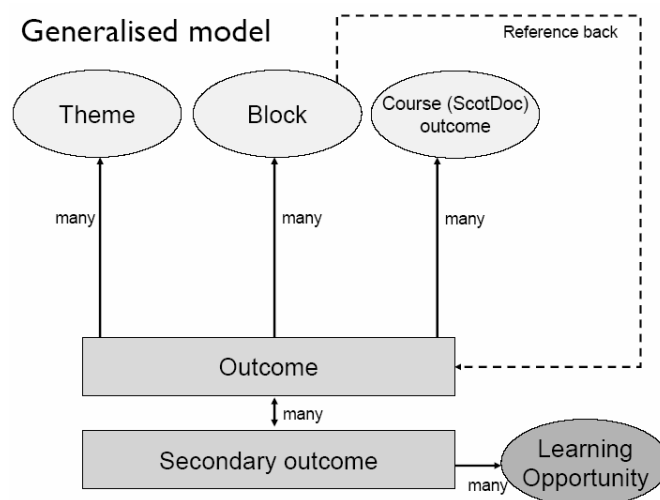 Generalised model
Reference back
Theme
Block
Course (ScotDoc)
outcome
many
many
many
Outcome
many
Secondary outcome
many
Learning
Opportunity